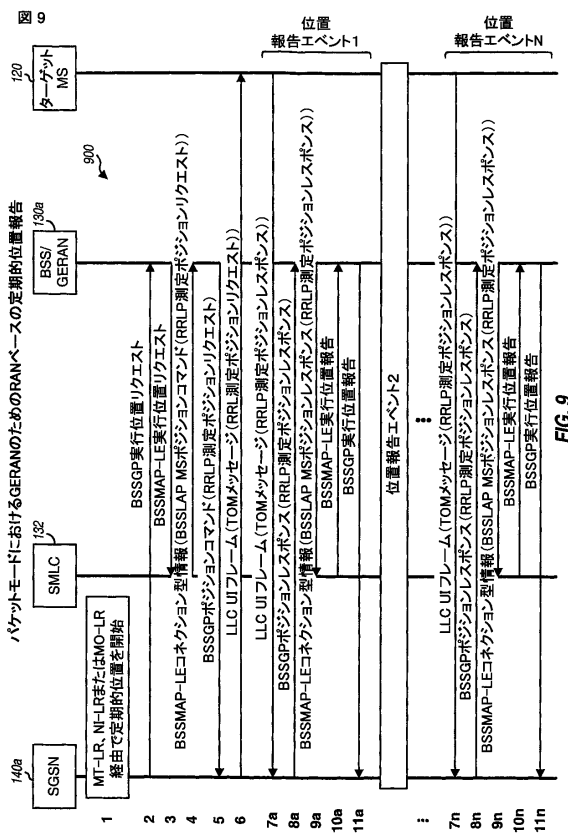 図 9
パケットモードにおけるGERANのためのRANベースの定期的位置報告
900
140a
SGSN
132
SMLC
130a
BSS/
GERAN
120
ターゲット
MS
1
MT-LR、NI-LRまたはMO-LR
経由で定期的位置を開始
2
BSSGP実行位置リクエスト
3
BSSMAP-LE実行位置リクエスト
4
BSSMAP-LEコネクション型情報(BSSLAP MSポジションコマンド(RRLP測定ポジションリクエスト))
5
BSSGPポジションコマンド(RRLP測定ポジションリクエスト)
6
LLC UIフレーム(TOMメッセージ(RRL測定ポジションリクエスト))
位置
報告エベント1
7a
LLC UIフレーム(TOMメッセージ(RRLP測定ポジションレスポンス))
8a
BSSGPポジションレスポンス(RRLP測定ポジションレスポンス)
9a
BSSMAP-LEコネクション型情報(BSSLAP MSポジションレスポンス(RRLP測定ポジションレスポンス))
10a
BSSMAP-LE実行位置報告
11a
BSSGP実行位置報告
位置報告エベント2
位置
報告エベントN
7n
LLC UIフレーム(TOMメッセージ(RRLP測定ポジションレスポンス))
8n
BSSGPポジションレスポンス(RRLP測定ポジションレスポンス)
9n
BSSMAP-LEコネクション型情報(BSSLAP MSポジションレスポンス(RRLP測定ポジションレスポンス))
10n
BSSMAP-LE実行位置報告
11n
BSSGP実行位置報告
FIG. 9